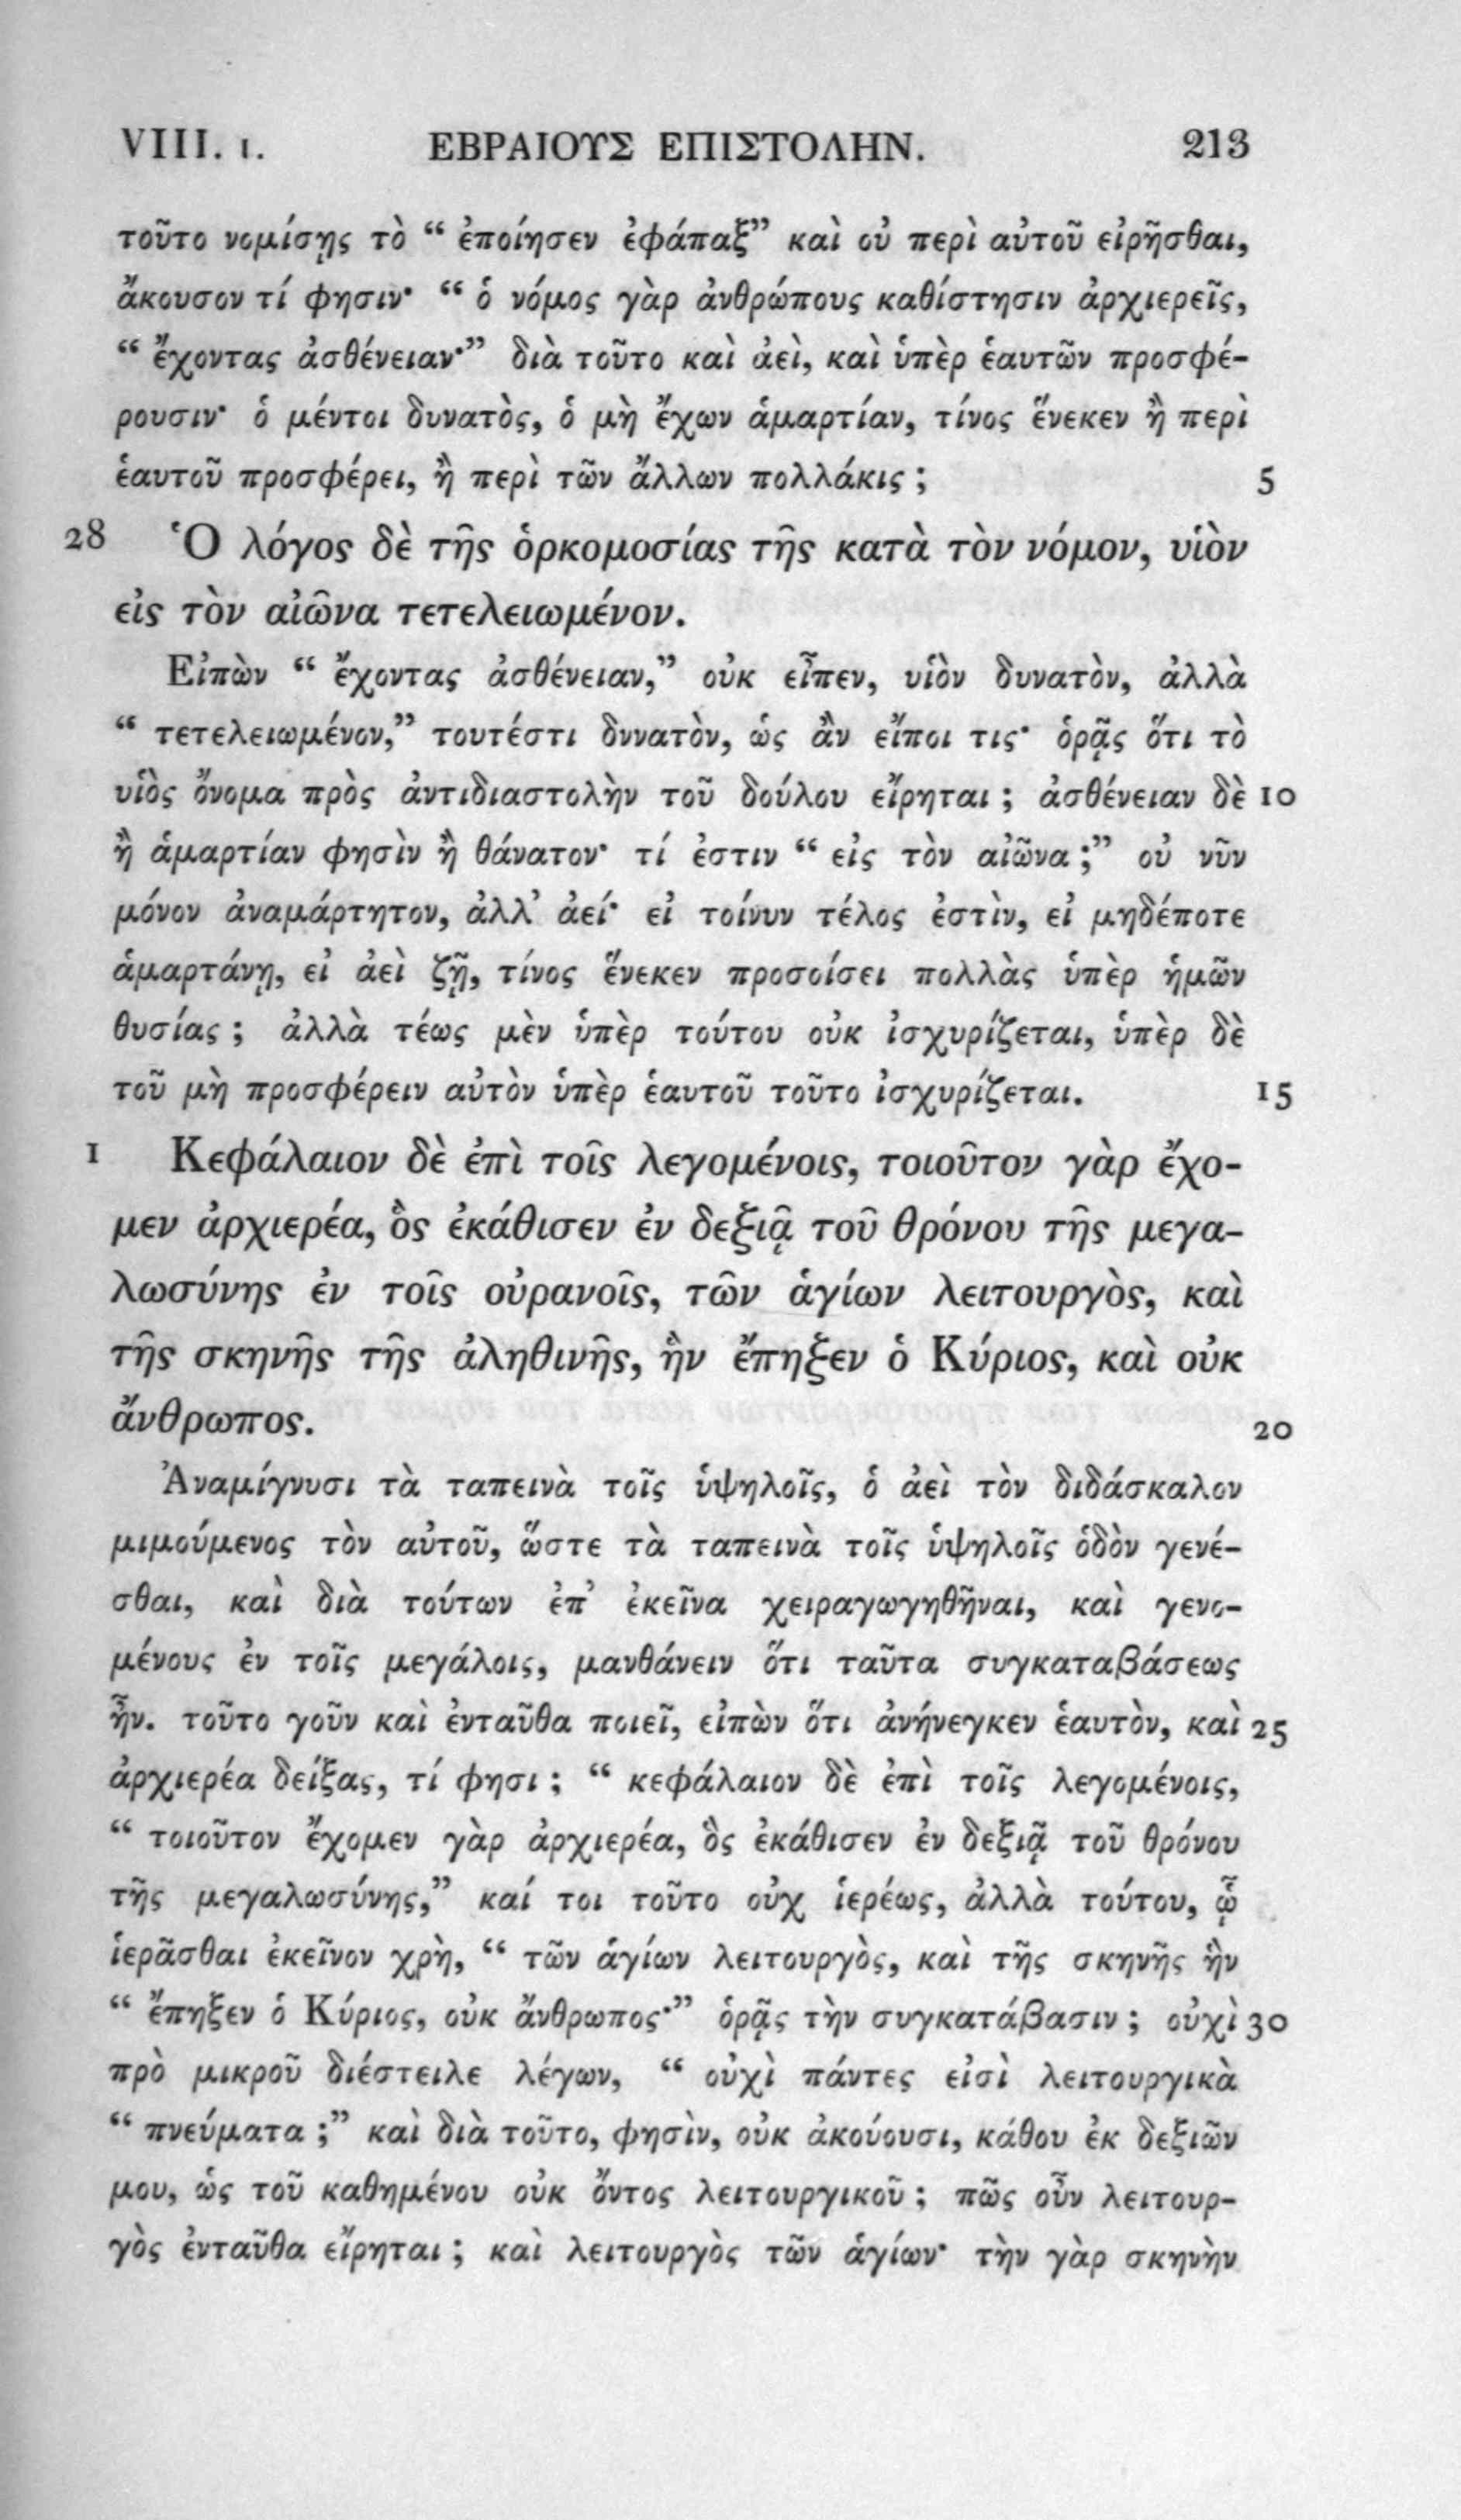 VIII. 1. ΕΒΡΑΙΟΥΣ ΕΠΙΣΤΟΛΗΝ. 213
τοῦτο νομίσῃς τὸ “ ἐποίησεν ἐφάπαξ” καὶ οὐ περὶ αὐτοῦ εἰρῆσθαι,
ἄκουσον τί φησιν· “ ὁ νόμος γὰρ ἀνθρώπους καθίστησιν ἀρχιερεῖς,
“ ἔχοντας ἀσθένειαν·” διὰ τοῦτο καὶ ἀεὶ, καὶ ὑπὲρ ἑαυτῶν προσφέ-
ρουσιν· ὁ μέντοι δυνατὸς, ὁ μὴ ἔχων ἁμαρτίαν, τίνος ἕνεκεν ἢ περὶ
ἑαυτοῦ προσφέρει, ἢ περὶ τῶν ἄλλων πολλάκις ; 5
28 Ὁ λόγος δὲ τῆς ὁρκομοσίας τῆς κατὰ τὸν νόμον, υἱὸν
εἰς τὸν αἰῶνα τετελειωμένον.
Εἰπὼν “ ἔχοντας ἀσθένειαν,” οὐκ εἶπεν, υἱὸν δυνατὸν, ἀλλὰ
“ τετελειωμένον,” τουτέστι δυνατὸν, ὡς ἂν εἴποι τις· ὁρᾷς ὅτι τὸ
υἱὸς ὄνομα πρὸς ἀντιδιαστολὴν τοῦ δούλου εἴρηται ; ἀσθένειαν δὲ 10
ἢ ἁμαρτίαν φησὶν ἢ θάνατον· τί ἐστιν “ εἰς τὸν αἰῶνα ;” οὐ νῦν
μόνον ἀναμάρτητον, ἀλλ’ ἀεί· εἰ τοίνυν τέλος ἐστὶν, εἰ μηδέποτε
ἁμαρτάνῃ, εἰ ἀεὶ ζῇ, τίνος ἕνεκεν προσοίσει πολλὰς ὑπὲρ ἡμῶν
θυσίας ; ἀλλὰ τέως μὲν ὑπὲρ τούτου οὐκ ἰσχυρίζεται, ὑπὲρ δὲ
τοῦ μὴ προσφέρειν αὐτὸν ὑπὲρ ἑαυτοῦ τοῦτο ἰσχυρίζεται. 15
1 Κεφάλαιον δὲ ἐπὶ τοῖς λεγομένοις, τοιοῦτον γὰρ ἔχο-
μεν ἀρχιερέα, ὃς ἐκάθισεν ἐν δεξιᾷ τοῦ θρόνου τῆς μεγα-
λωσύνης ἐν τοῖς οὐρανοῖς, τῶν ἁγίων λειτουργὸς, καὶ
τῆς σκηνῆς τῆς ἀληθινῆς, ἣν ἔπηξεν ὁ Κύριος, καὶ οὐκ
ἄνθρωπος. 20
Ἀναμίγνυσι τὰ ταπεινὰ τοῖς ὑψηλοῖς, ὁ ἀεὶ τὸν διδάσκαλον
μιμούμενος τὸν αὐτοῦ, ὥστε τὰ ταπεινὰ τοῖς ὑψηλοῖς ὁδὸν γενέ-
σθαι, καὶ διὰ τούτων ἐπ’ ἐκεῖνα χειραγωγηθῆναι, καὶ γενο-
μένους ἐν τοῖς μεγάλοις, μανθάνειν ὅτι ταῦτα συγκαταβάσεως
ἦν. τοῦτο γοῦν καὶ ἐνταῦθα ποιεῖ, εἰπὼν ὅτι ἀνήνεγκεν ἑαυτὸν, καὶ 25
ἀρχιερέα δείξας, τί φησι ; “ κεφάλαιον δὲ ἐπὶ τοῖς λεγομένοις,
“ τοιοῦτον ἔχομεν γὰρ ἀρχιερέα, ὃς ἐκάθισεν ἐν δεξιᾷ τοῦ θρόνου
τῆς μεγαλωσύνης,” καί τοι τοῦτο οὐχ ἱερέως, ἀλλὰ τούτου, ᾧ
ἱερᾶσθαι ἐκεῖνον χρὴ, “ τῶν ἁγίων λειτουργὸς, καὶ τῆς σκηνῆς ἣν
“ ἔπηξεν ὁ Κύριος, οὐκ ἄνθρωπος·” ὁρᾷς τὴν συγκατάβασιν ; οὐχὶ 30
πρὸ μικροῦ διέστειλε λέγων, “ οὐχὶ πάντες εἰσὶ λειτουργικὰ
“ πνεύματα ;” καὶ διὰ τοῦτο, φησὶν, οὐκ ἀκούουσι, κάθου ἐκ δεξιῶν
μου, ὡς τοῦ καθημένου οὐκ ὄντος λειτουργικοῦ ; πῶς οὖν λειτουρ-
γὸς ἐνταῦθα εἴρηται ; καὶ λειτουργὸς τῶν ἁγίων· τὴν γὰρ σκηνὴν